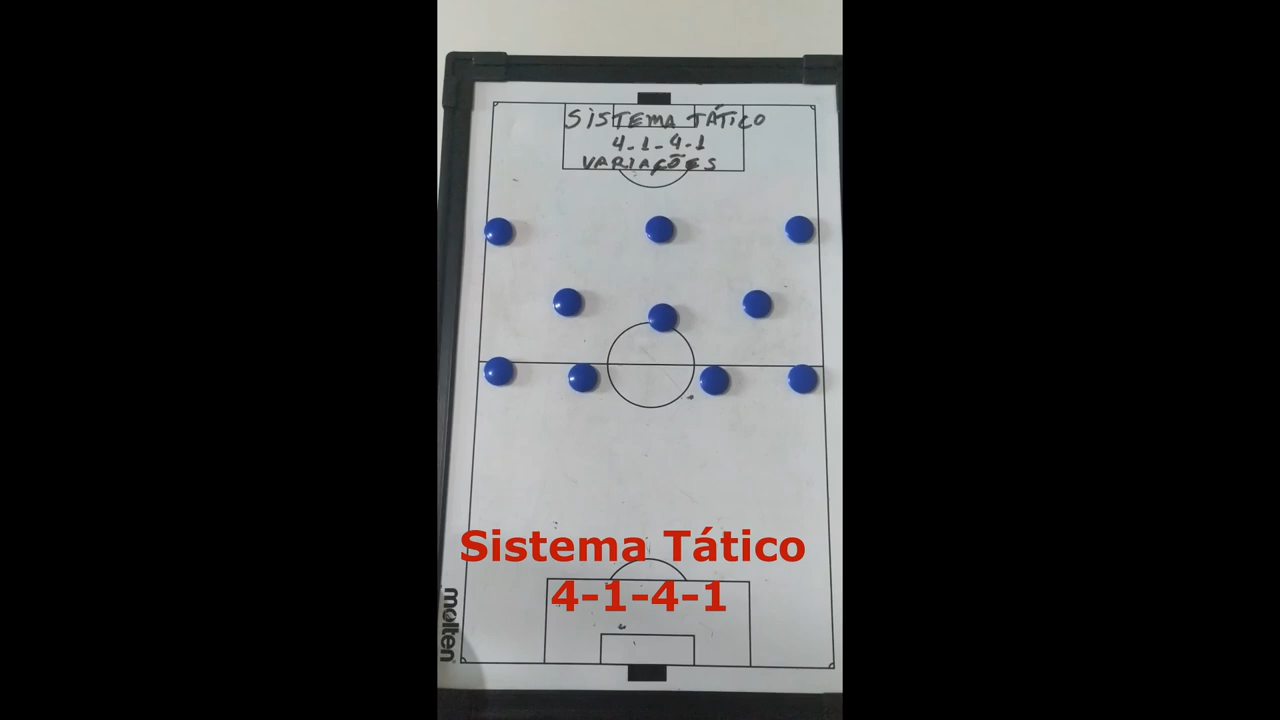 SISTEMA TÁTICO
4-1-4-1
VARIAÇÕES
Sistema Tático
4-1-4-1
molten